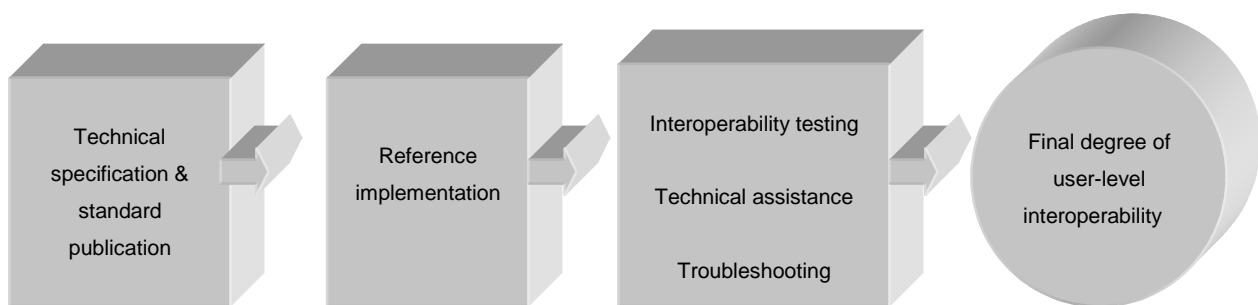 Technical
specification &
standard
publication
Reference
implementation
Interoperability testing
Technical assistance
Troubleshooting
Final degree of
user-level
interoperability